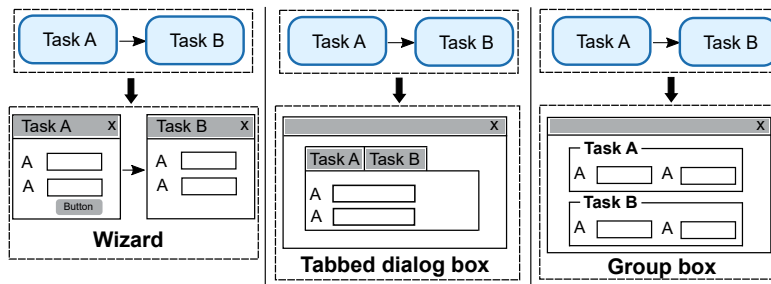 Task A Task B
Task A X Task B X
A A
A A
Button
Wizard
Task A Task B
X
Task A Task B
A
A
Tabbed dialog box
Task A Task B
X
Task A
A A
Task B
A A
Group box